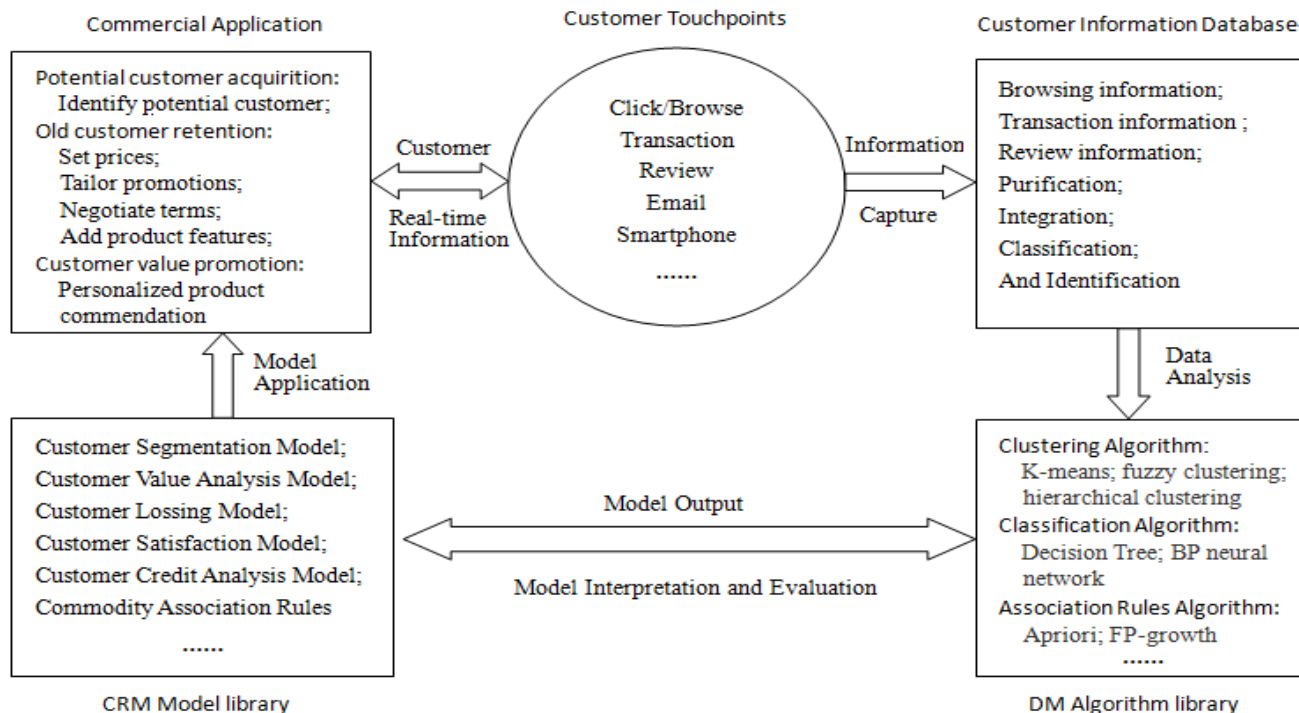 Commercial Application
Potential customer acquirition:
Identify potential customer;
Old customer retention:
Set prices;
Tailor promotions;
Negotiate terms;
Add product features;
Customer value promotion:
Personalized product
commendation
Customer
Real-time
Information
Customer Touchpoints
Click/Browse
Transaction
Review
Email
Smartphone
......
Information
Capture
Customer Information Database
Browsing information;
Transaction information ;
Review information;
Purification;
Integration;
Classification;
And Identification
Model
Application
Data
Analysis
Customer Segmentation Model;
Customer Value Analysis Model;
Customer Lossing Model;
Customer Satisfaction Model;
Customer Credit Analysis Model;
Commodity Association Rules
......
CRM Model library
Model Output
Model Interpretation and Evaluation
Clustering Algorithm:
K-means; fuzzy clustering;
hierarchical clustering
Classification Algorithm:
Decision Tree; BP neural
network
Association Rules Algorithm:
Apriori; FP-growth
......
DM Algorithm library